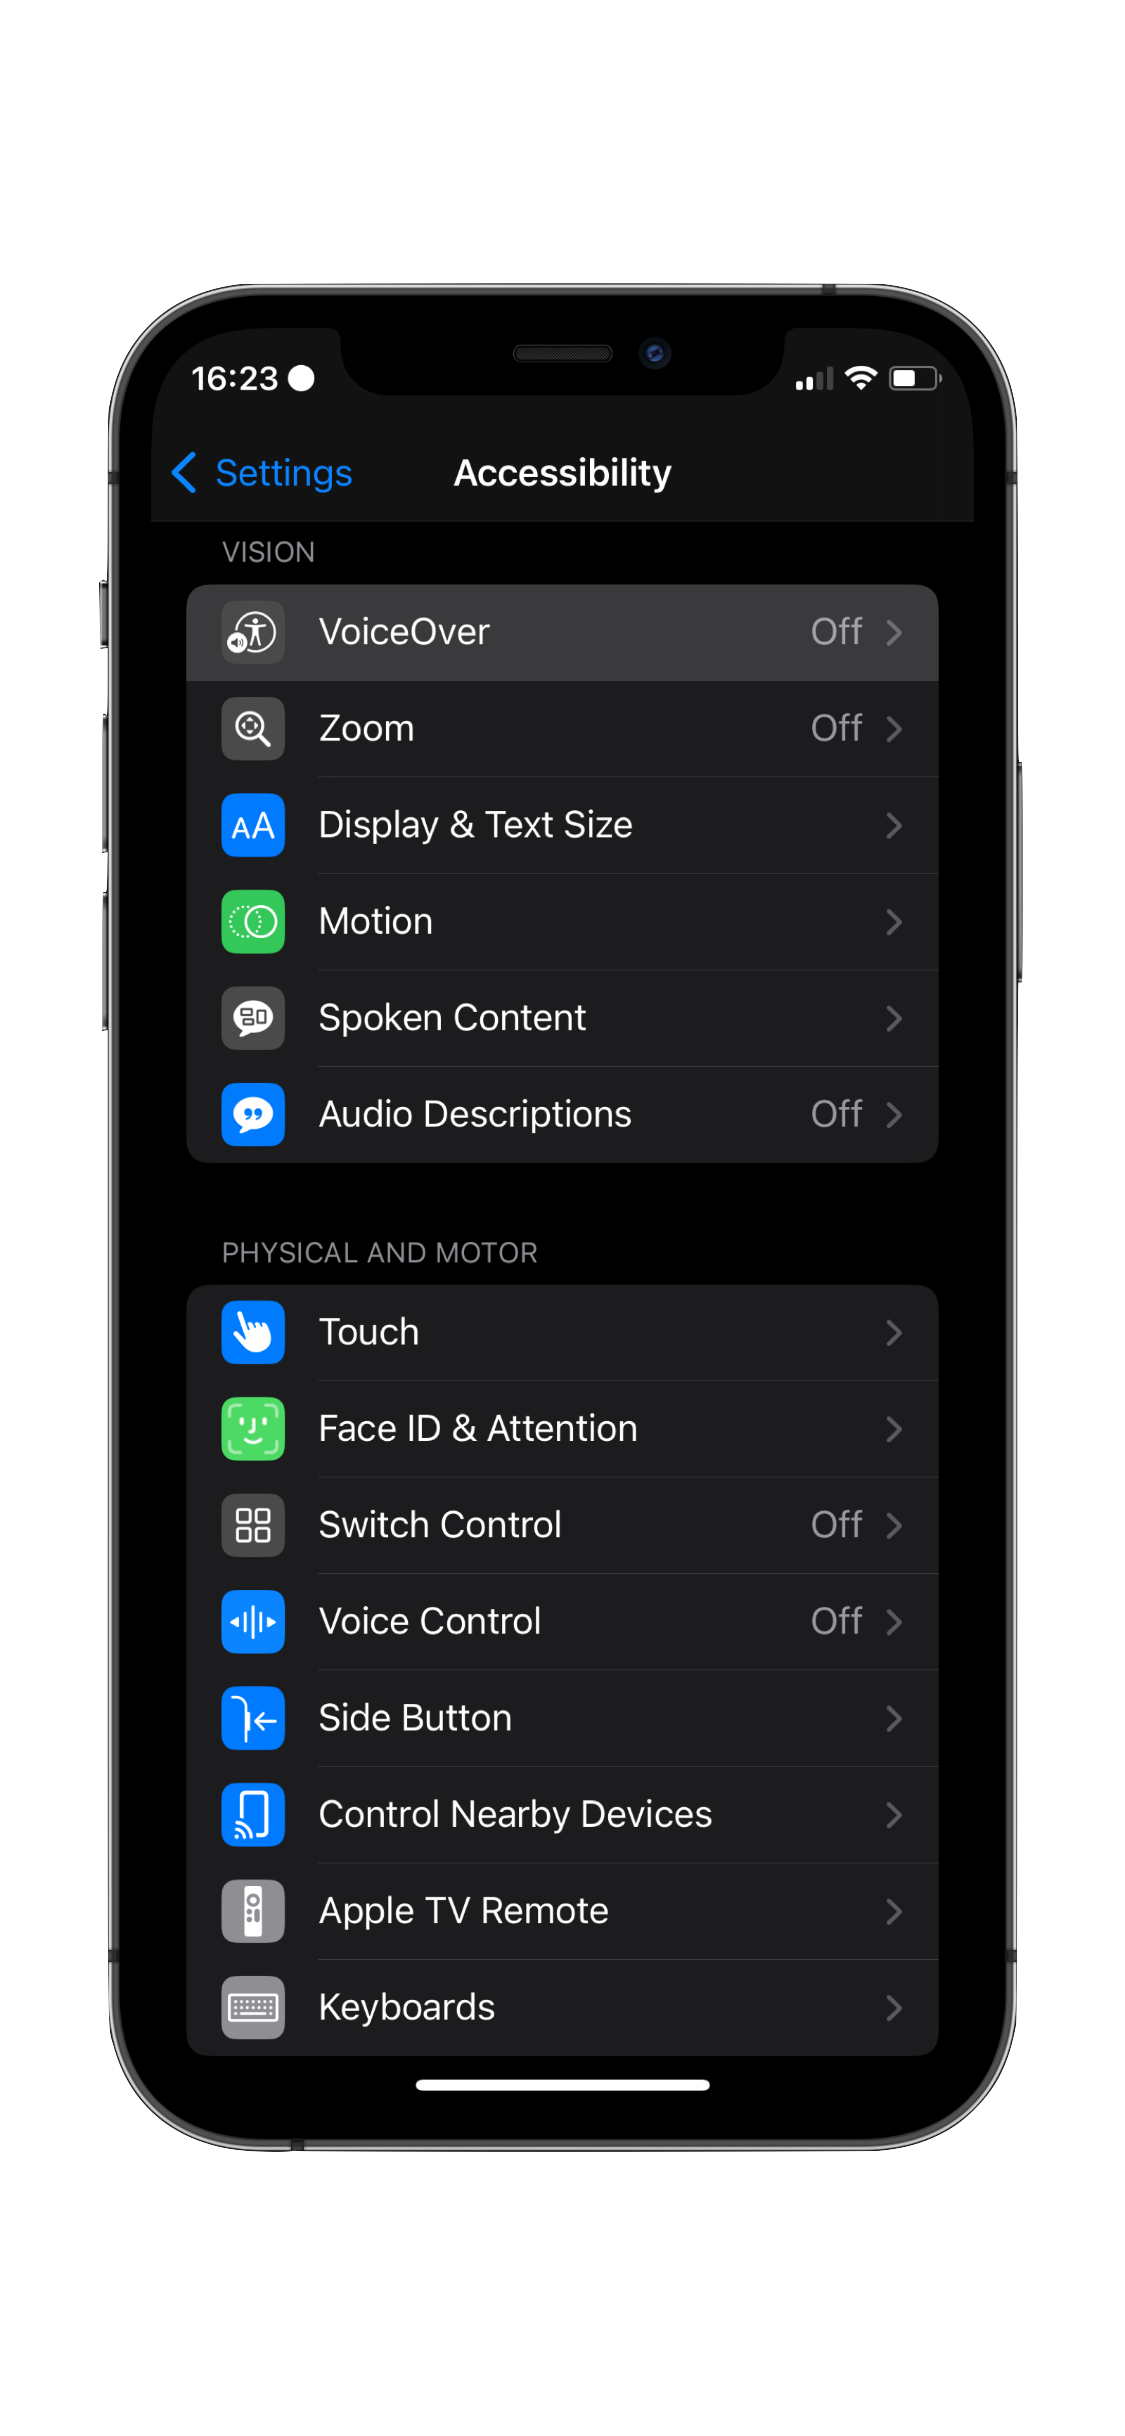 16:23
Settings
Accessibility
VISION
VoiceOver Off
Zoom Off
AA Display & Text Size
Motion
Spoken Content
Audio Descriptions Off
PHYSICAL AND MOTOR
Touch
Face ID & Attention
Switch Control Off
Voice Control Off
Side Button
Control Nearby Devices
Apple TV Remote
Keyboards